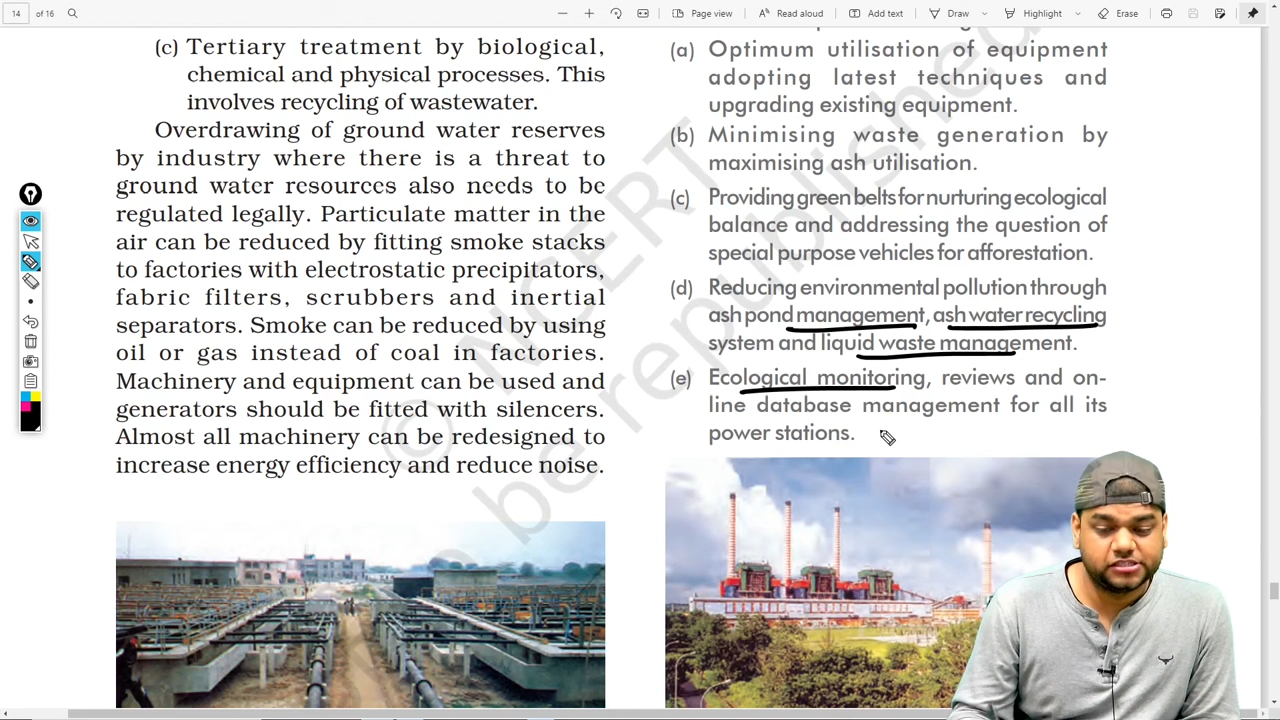 14 of 16
Page view
Read aloud
Add text
Draw
Highlight
Erase
(c) Tertiary treatment by biological,
chemical and physical processes. This
involves recycling of wastewater.
Overdrawing of ground water reserves
by industry where there is a threat to
ground water resources also needs to be
regulated legally. Particulate matter in the
air can be reduced by fitting smoke stacks
to factories with electrostatic precipitators,
fabric filters, scrubbers and inertial
separators. Smoke can be reduced by using
oil or gas instead of coal in factories.
Machinery and equipment can be used and
generators should be fitted with silencers.
Almost all machinery can be redesigned to
increase energy efficiency and reduce noise.
(a) Optimum utilisation of equipment
adopting latest techniques and
upgrading existing equipment.
(b) Minimising waste generation by
maximising ash utilisation.
(c) Providing green belts for nurturing ecological
balance and addressing the question of
special purpose vehicles for afforestation.
(d) Reducing environmental pollution through
ash pond management, ash water recycling
system and liquid waste management.
(e) Ecological monitoring, reviews and on-
line database management for all its
power stations.
© NCERT
be republished